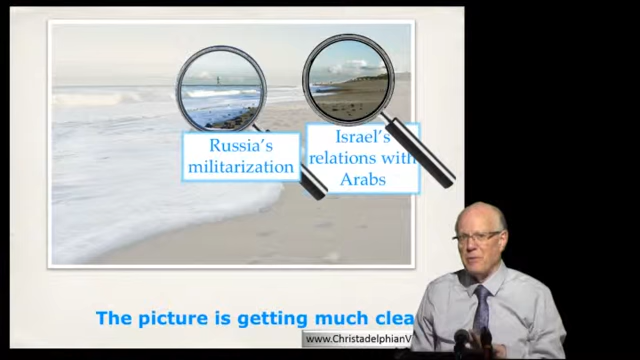 Russia's
militarization
Israel's
relations with
Arabs
The picture is getting much clea
www.ChristadelphianV